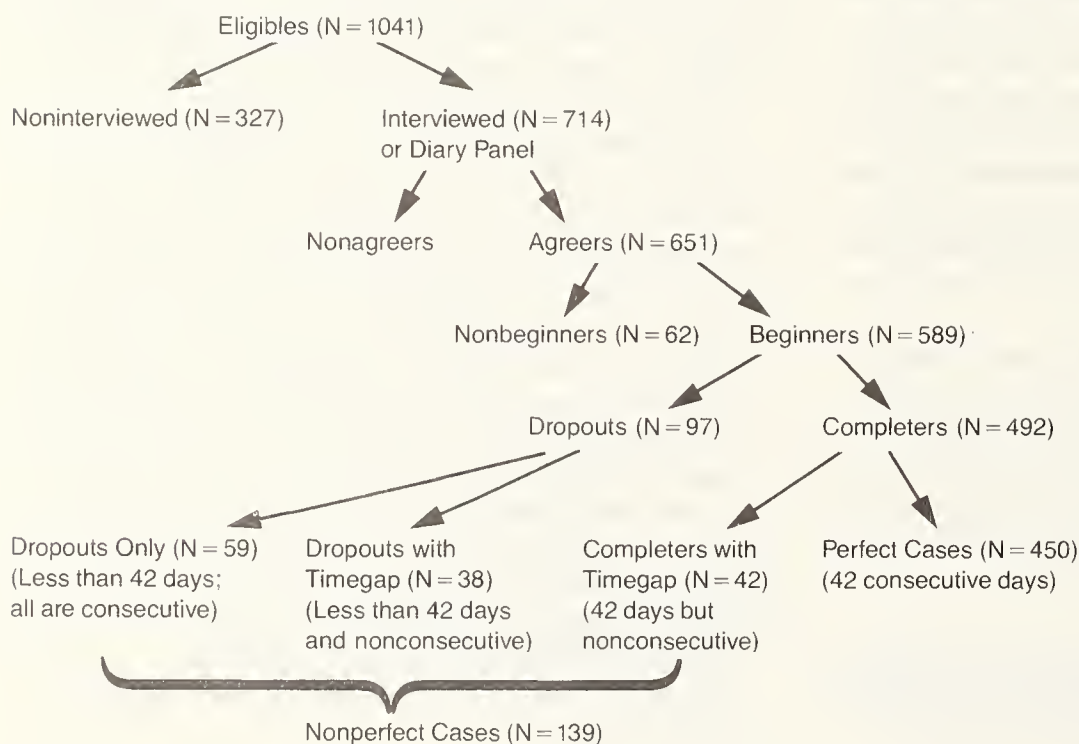 Eligibles (N = 1041)
Noninterviewed (N = 327)
Interviewed (N = 714)
or Diary Panel
Nonagreers
Agreers (N = 651)
Nonbeginners (N = 62)
Beginners (N = 589)
Dropouts (N = 97)
Completers (N = 492)
Dropouts Only (N = 59)
(Less than 42 days;
all are consecutive)
Dropouts with
Timegap (N = 38)
(Less than 42 days
and nonconsecutive)
Completers with
Timegap (N = 42)
(42 days but
nonconsecutive)
Perfect Cases (N = 450)
(42 consecutive days)
Nonperfect Cases (N = 139)